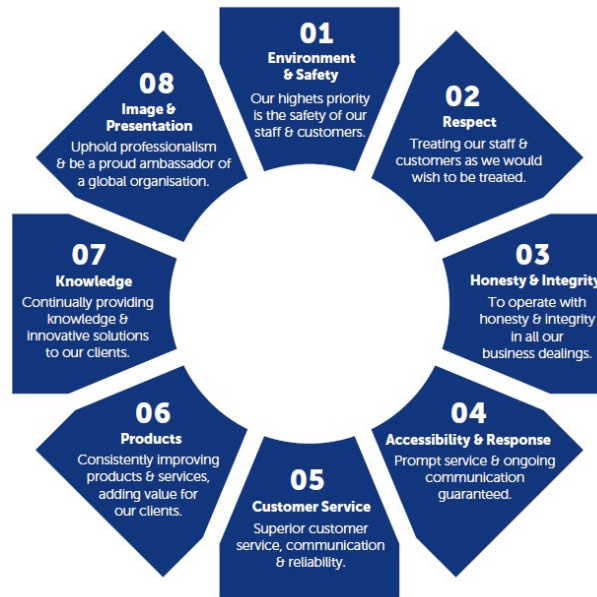 01
Environment
& Safety
Our highets priority
is the safety of our
staff & customers.
02
Respect
Treating our staff &
customers as we would
wish to be treated.
03
Honesty & Integrity
To operate with
honesty & integrity
in all our
business dealings.
04
Accessibility & Response
Prompt service & ongoing
communication
guaranteed.
05
Customer Service
Superior customer
service, communication
& reliability.
06
Products
Consistently improving
products & services,
adding value for
our clients.
07
Knowledge
Continually providing
knowledge &
innovative solutions
to our clients.
08
Image &
Presentation
Uphold professionalism
& be a proud ambassador of
a global organisation.